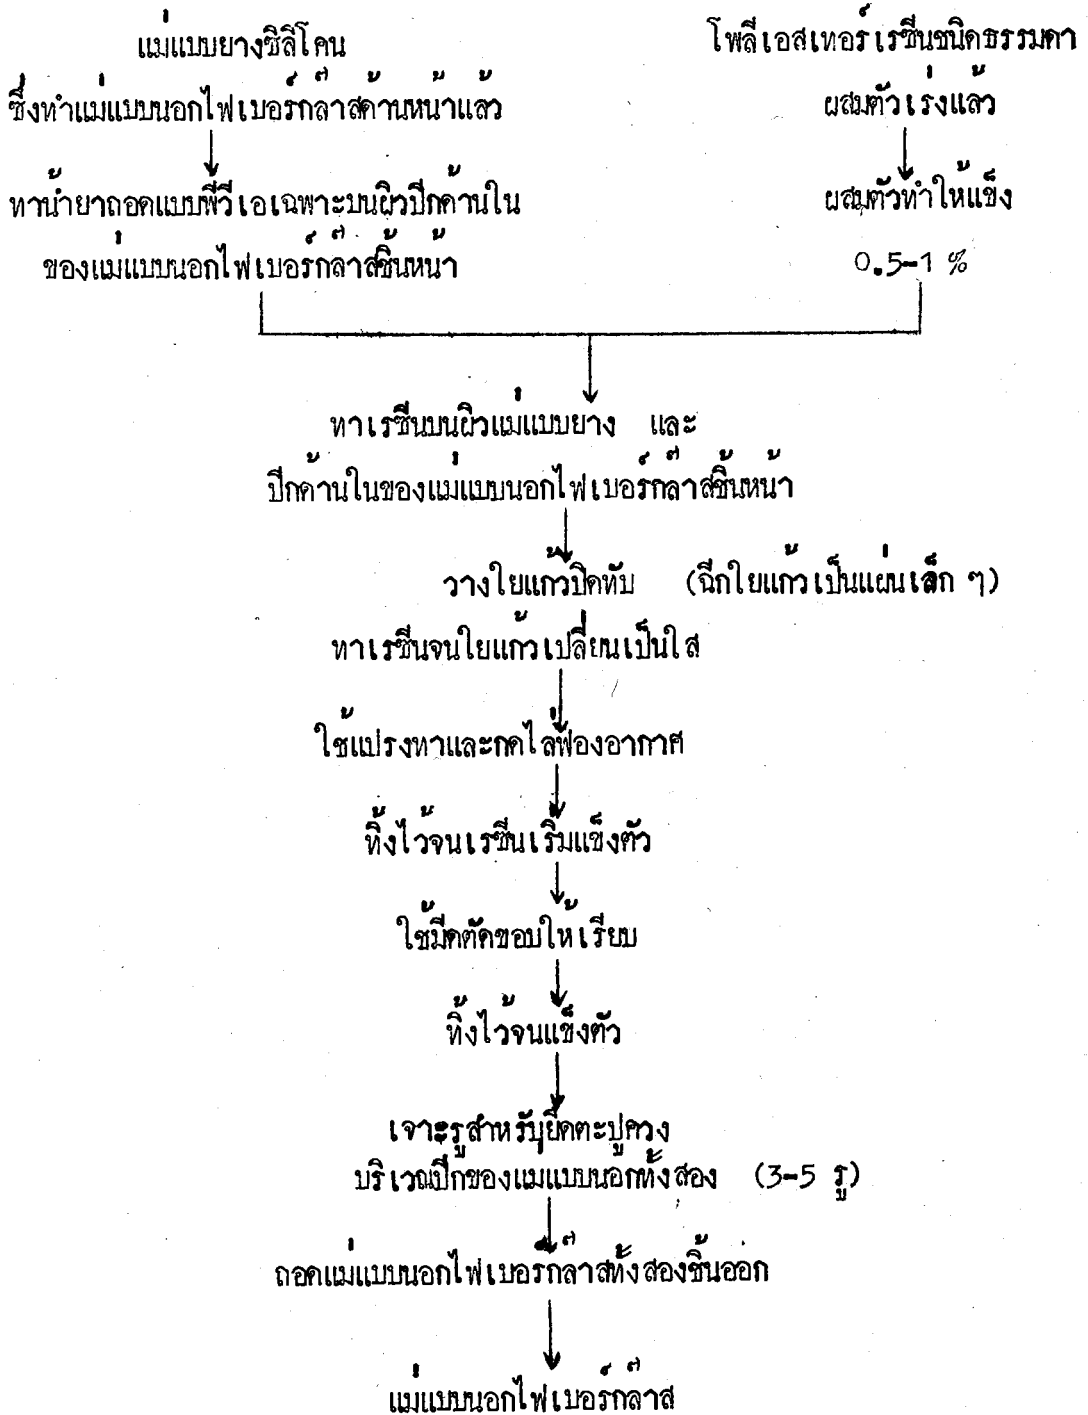 แม่แบบยางซิลิโคน
ซึ่งทำแม่แบบนอกไฟเบอร์กล๊าสด้านหน้าแล้ว
ทาน้ำยาถอดแบบพีวีเอเฉพาะบนผิวปีกด้านใน
ของแม่แบบนอกไฟเบอร์กล๊าสชิ้นหน้า
โพลีเอสเทอร์เรซีนชนิดธรรมดา
ผสมตัวเร่งแล้ว
ผสมตัวทำให้แข็ง
0.5-1 %
ทาเรซีนบนผิวแม่แบบยาง และ
ปีกด้านในของแม่แบบนอกไฟเบอร์กล๊าสชิ้นหน้า
วางใยแก้วปิดทับ (ฉีกใยแก้วเป็นแผ่นเล็ก ๆ)
ทาเรซีนจนใยแก้วเปลี่ยนเป็นใส
ใช้แปรงทาและกดไล่ฟองอากาศ
ทิ้งไว้จนเรซีนเริ่มแข็งตัว
ใช้มีดตัดขอบให้เรียบ
ทิ้งไว้จนแข็งตัว
เจาะรูสำหรับยึดตะปูควง
บริเวณปีกของแมแบบนอกทั้งสอง (3-5 รู)
ถอดแม่แบบนอกไฟเบอร์กล๊าสทั้งสองชิ้นออก
แม่แบบนอกไฟเบอร์กล๊าส